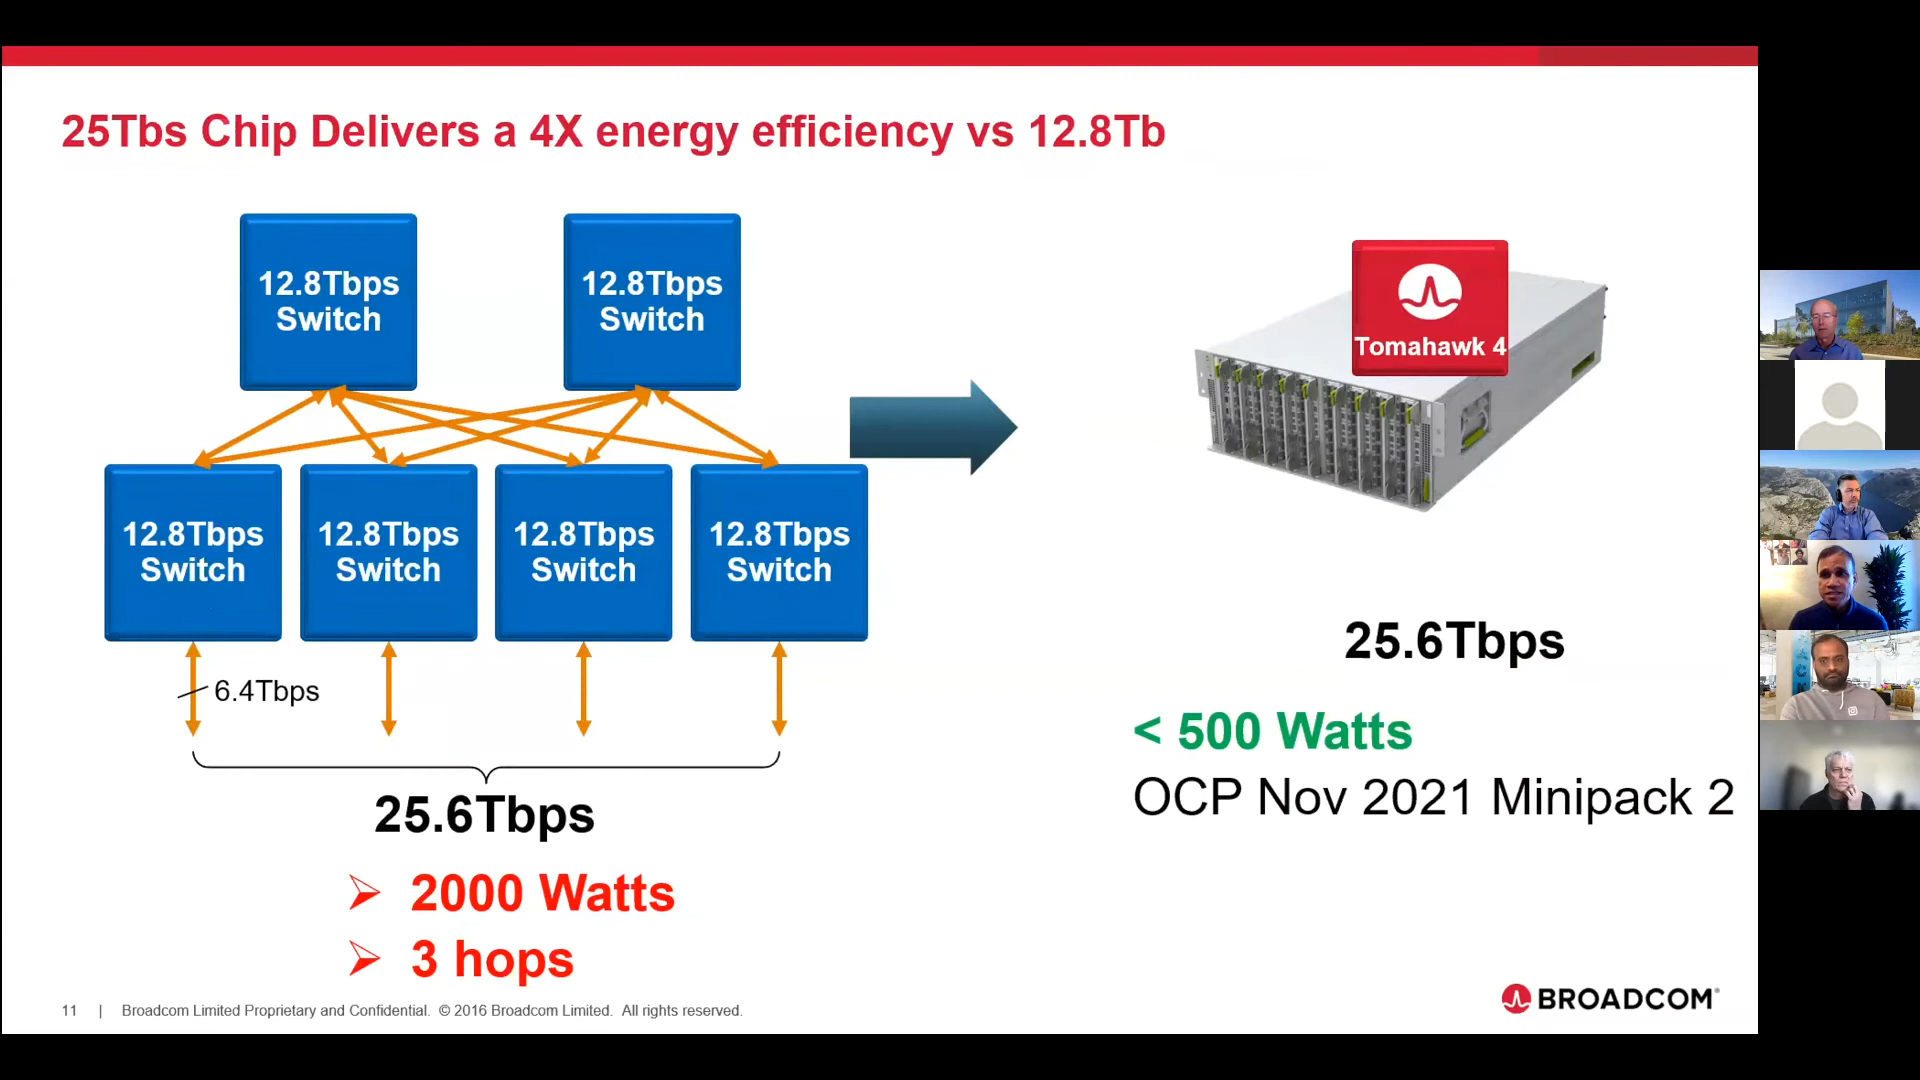 25Tbs Chip Delivers a 4X energy efficiency vs 12.8Tb
12.8Tbps
Switch
12.8Tbps
Switch
12.8Tbps
Switch
12.8Tbps
Switch
12.8Tbps
Switch
12.8Tbps
Switch
6.4Tbps
25.6Tbps
➢ 2000 Watts
➢ 3 hops
Tomahawk 4
25.6Tbps
< 500 Watts
OCP Nov 2021 Minipack 2
11 | Broadcom Limited Proprietary and Confidential. © 2016 Broadcom Limited. All rights reserved.
BROADCOM®